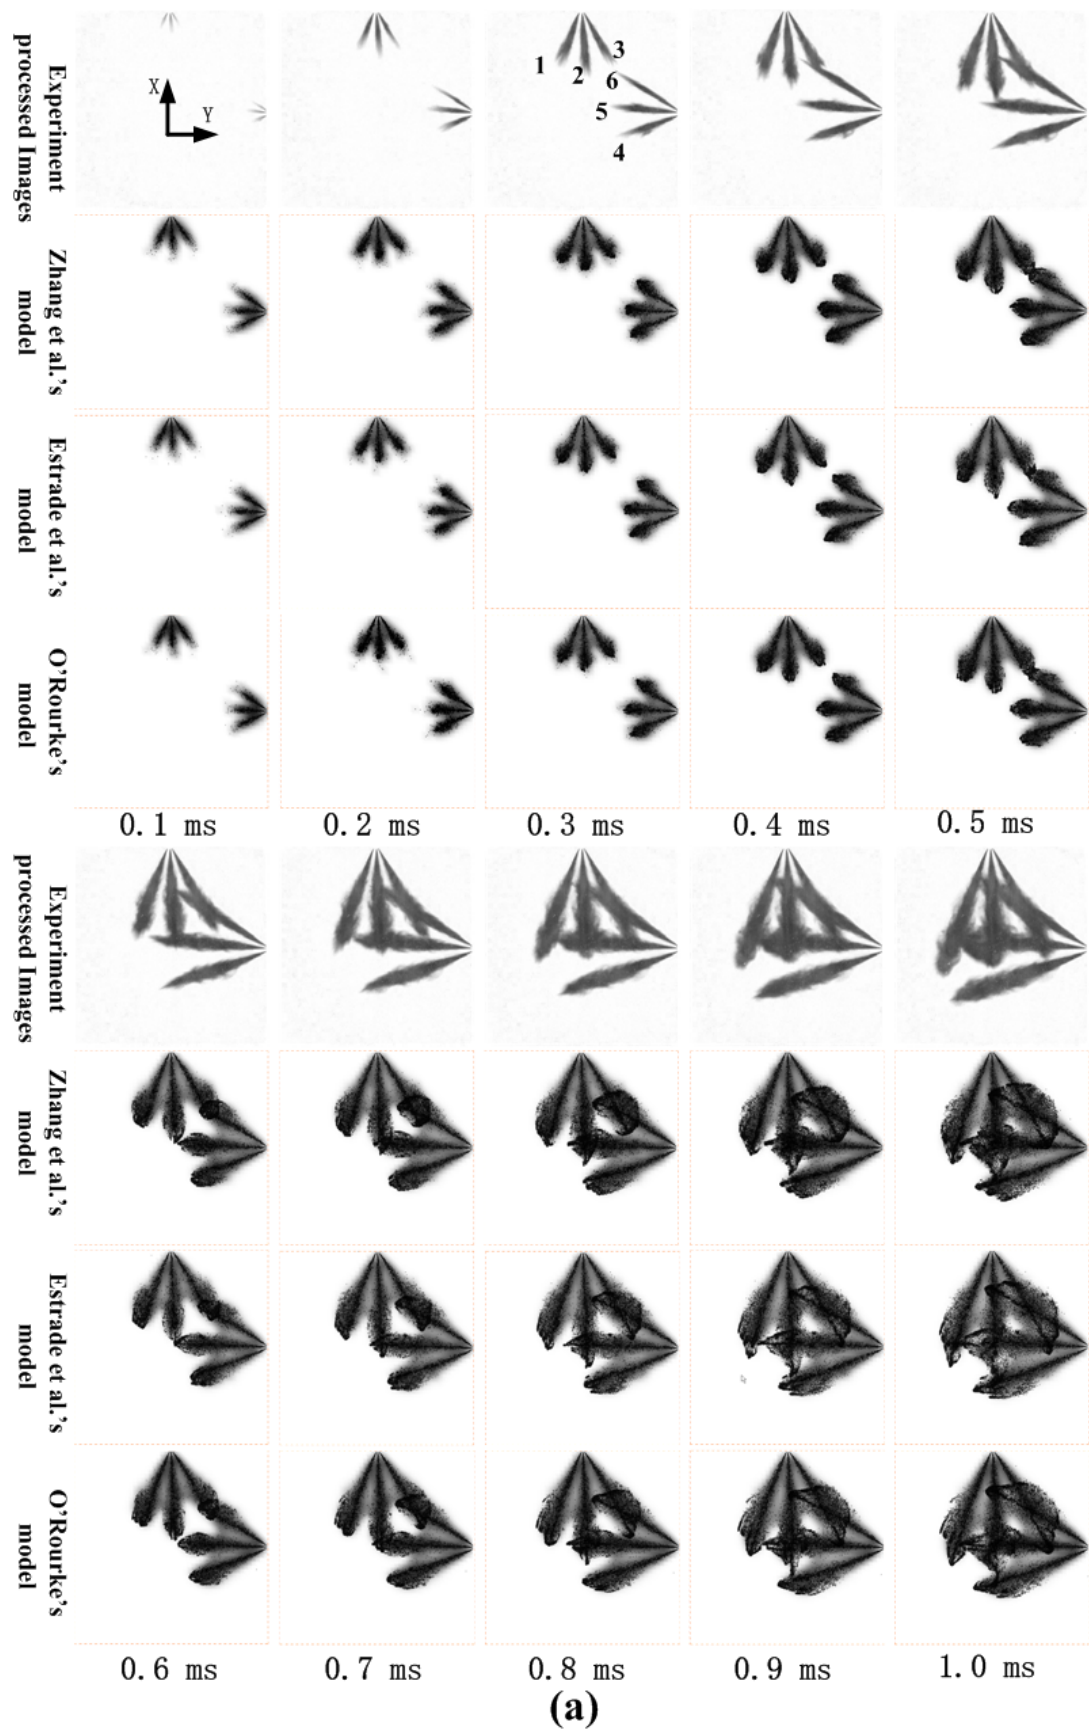 Experiment
processed Images
X
Y
1
2
3
6
5
4
Zhang et al.’s
model
Estrade et al.’s
model
O’Rourke’s
model
0.1 ms
0.2 ms
0.3 ms
0.4 ms
0.5 ms
Experiment
processed Images
Zhang et al.’s
model
Estrade et al.’s
model
O’Rourke’s
model
0.6 ms
0.7 ms
0.8 ms
0.9 ms
1.0 ms
(a)